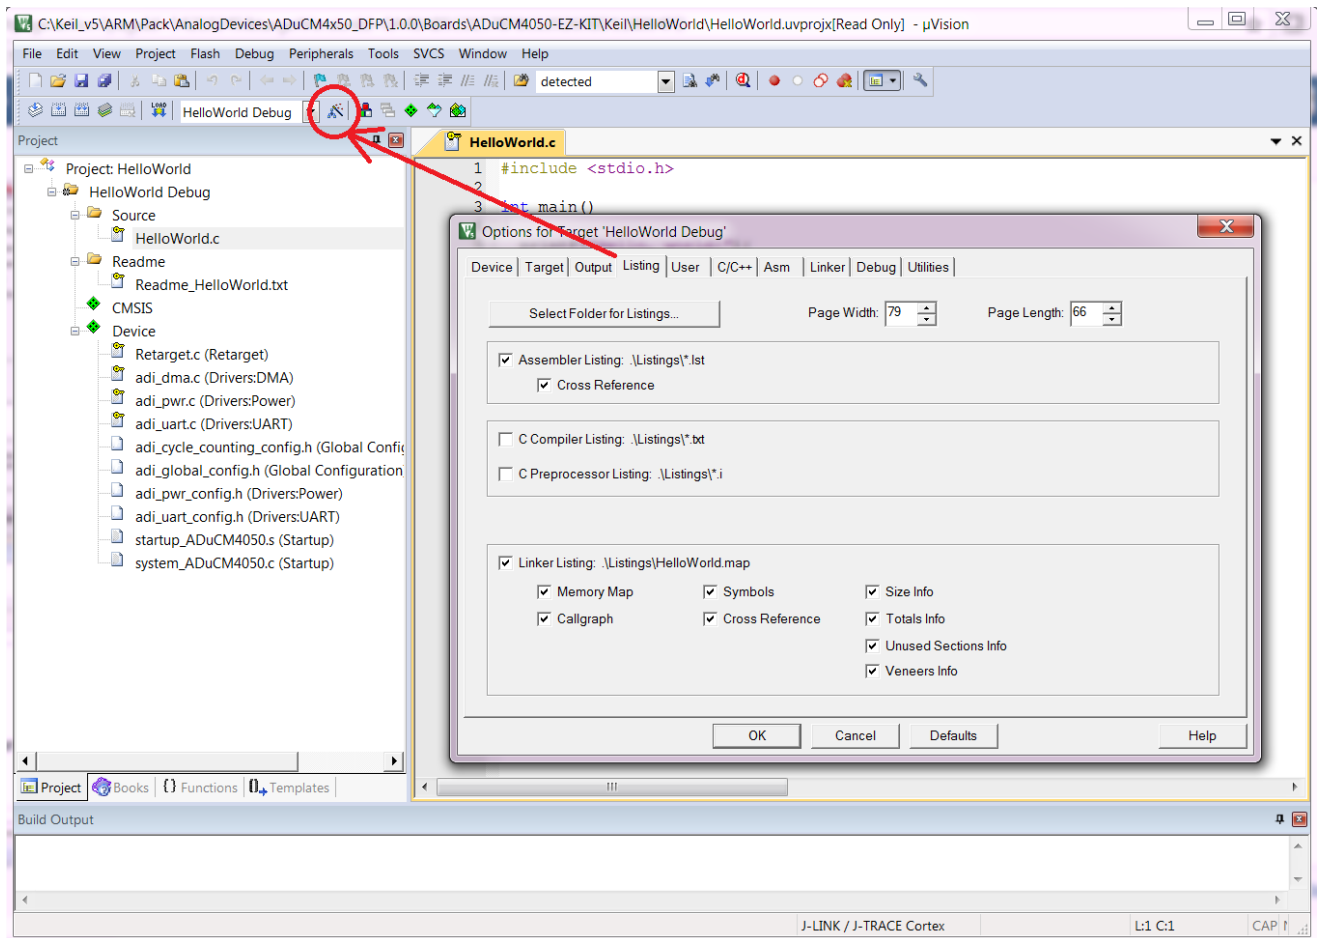 C:\Keil_v5\ARM\Pack\AnalogDevices\ADuCM4x50_DFP\1.0.0\Boards\ADuCM4050-EZ-KIT\Keil\HelloWorld\HelloWorld.uvprojx[Read Only] - µVision
File Edit View Project Flash Debug Peripherals Tools SVCS Window Help
detected
LOAD HelloWorld Debug
Project
HelloWorld.c
Project: HelloWorld
HelloWorld Debug
Source
HelloWorld.c
Readme
Readme_HelloWorld.txt
CMSIS
Device
Retarget.c (Retarget)
adi_dma.c (Drivers:DMA)
adi_pwr.c (Drivers:Power)
adi_uart.c (Drivers:UART)
adi_cycle_counting_config.h (Global Config
adi_global_config.h (Global Configuration
adi_pwr_config.h (Drivers:Power)
adi_uart_config.h (Drivers:UART)
startup_ADuCM4050.s (Startup)
system_ADuCM4050.c (Startup)
1 #include <stdio.h>
2
3 int main()
Options for Target 'HelloWorld Debug'
Device Target Output Listing User C/C++ Asm Linker Debug Utilities
Select Folder for Listings... Page Width: 79 Page Length: 66
Assembler Listing: .\Listings\*.lst
Cross Reference
C Compiler Listing: .\Listings\*.txt
C Preprocessor Listing: .\Listings\*.i
Linker Listing: .\Listings\HelloWorld.map
Memory Map Symbols Size Info
Callgraph Cross Reference Totals Info
Unused Sections Info
Veneers Info
OK Cancel Defaults Help
Project Books {} Functions Templates
Build Output
J-LINK / J-TRACE Cortex L:1 C:1 CAP